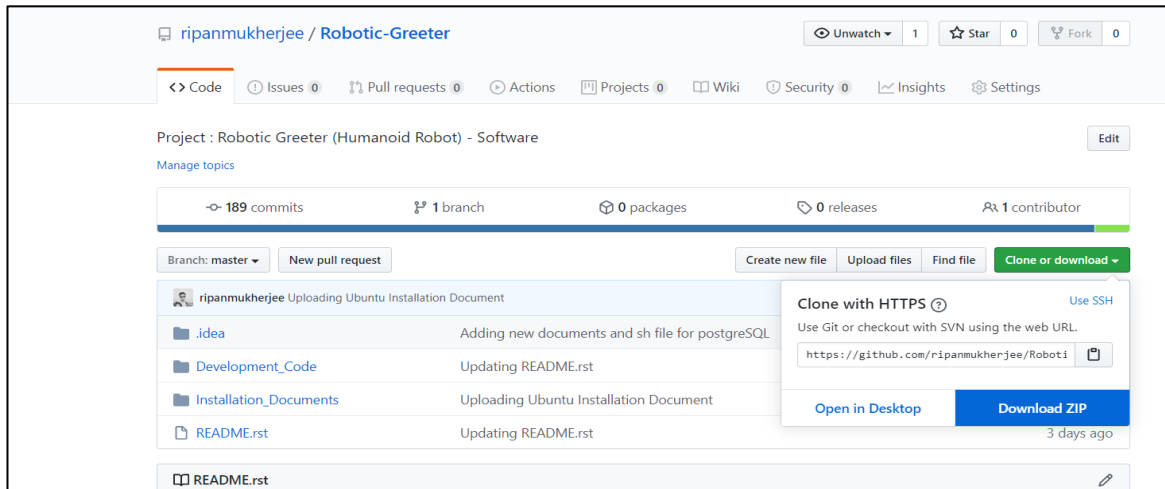 ripanmukherjee / Robotic-Greeter
Unwatch 1 Star 0 Fork 0
Code Issues 0 Pull requests 0 Actions Projects 0 Wiki Security 0 Insights Settings
Project : Robotic Greeter (Humanoid Robot) - Software
Edit
Manage topics
189 commits 1 branch 0 packages 0 releases 1 contributor
Branch: master New pull request Create new file Upload files Find file Clone or download
ripanmukherjee Uploading Ubuntu Installation Document
.idea Adding new documents and sh file for postgreSQL
Development_Code Updating README.rst
Installation_Documents Uploading Ubuntu Installation Document
README.rst Updating README.rst 3 days ago
Clone with HTTPS Use SSH
Use Git or checkout with SVN using the web URL.
https://github.com/ripanmukherjee/Roboti
Open in Desktop Download ZIP
README.rst